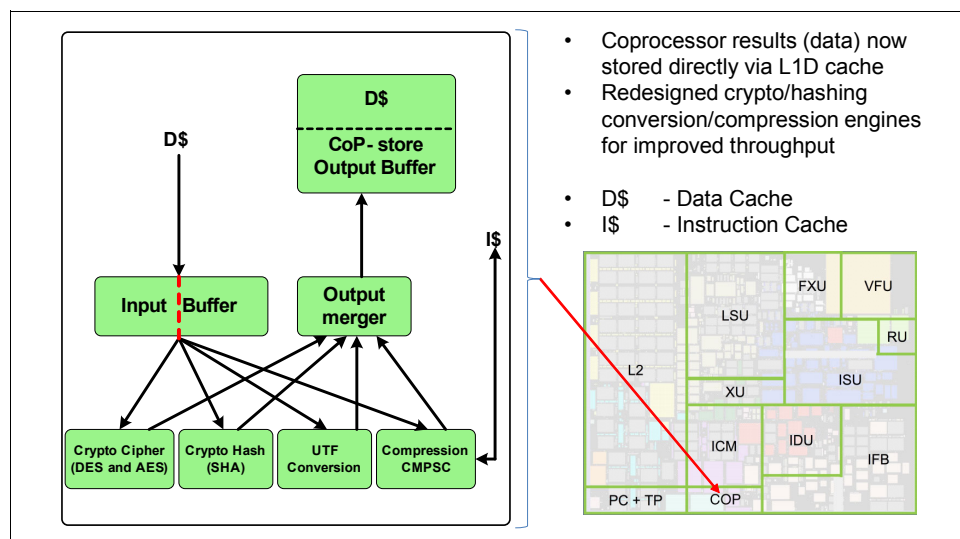 D$
CoP- store
Output Buffer
D$
I$
Input Buffer
Output
merger
Crypto Cipher
(DES and AES)
Crypto Hash
(SHA)
UTF
Conversion
Compression
CMPSC
• Coprocessor results (data) now
stored directly via L1D cache
• Redesigned crypto/hashing
conversion/compression engines
for improved throughput
• D$ - Data Cache
• I$ - Instruction Cache
FXU
VFU
LSU
RU
L2
ISU
XU
ICM
IDU
IFB
PC + TP
COP